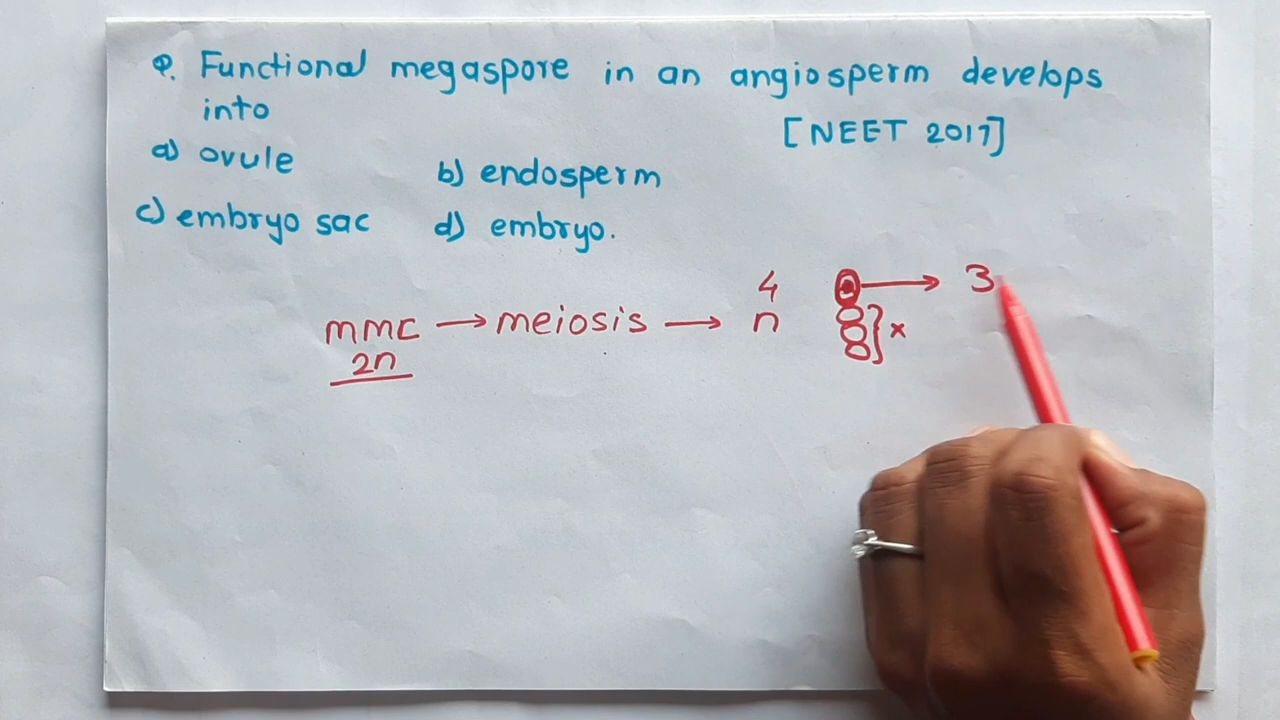 Q. Functional megaspore in an angiosperm develops
into
[NEET 2017]
a) ovule
b) endosperm
c) embryo sac
d) embryo.
MMC → meiosis → n
2n
4
→ 3
} ×